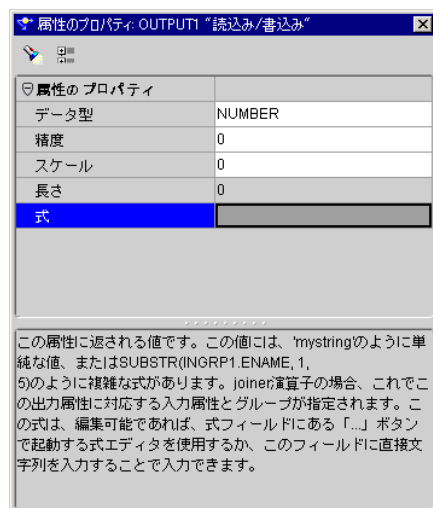 属性のプロパティ: OUTPUT1 “読込み/書込み“
属性のプロパティ
データ型 NUMBER
精度 0
スケール 0
長さ 0
式
この属性に返される値です。この値には、'mystring'のように単
純な値、またはSUBSTR(INGRP1.ENAME, 1,
5)のように複雑な式があります。joiner演算子の場合、これでこ
の出力属性に対応する入力属性とグループが指定されます。こ
の式は、編集可能であれば、式フィールドにある「...」ボタン
で起動する式エディタを使用するか、このフィールドに直接文
字列を入力することで入力できます。